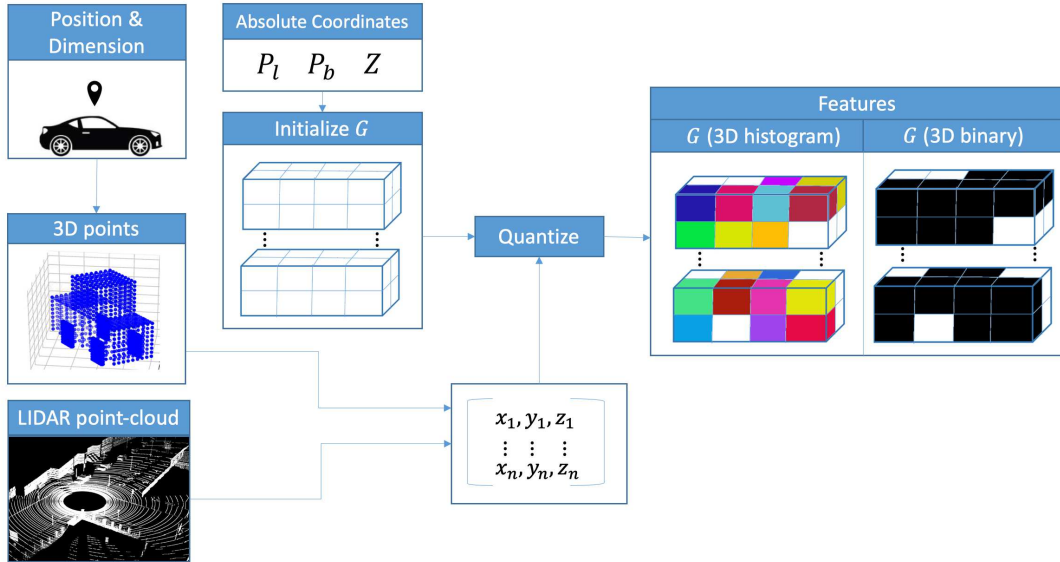 Position &
Dimension
Absolute Coordinates
P_l P_b Z
Initialize G
3D points
LIDAR point-cloud
Quantize
x_1, y_1, z_1
⋮ ⋮ ⋮
x_n, y_n, z_n
Features
G (3D histogram) G (3D binary)